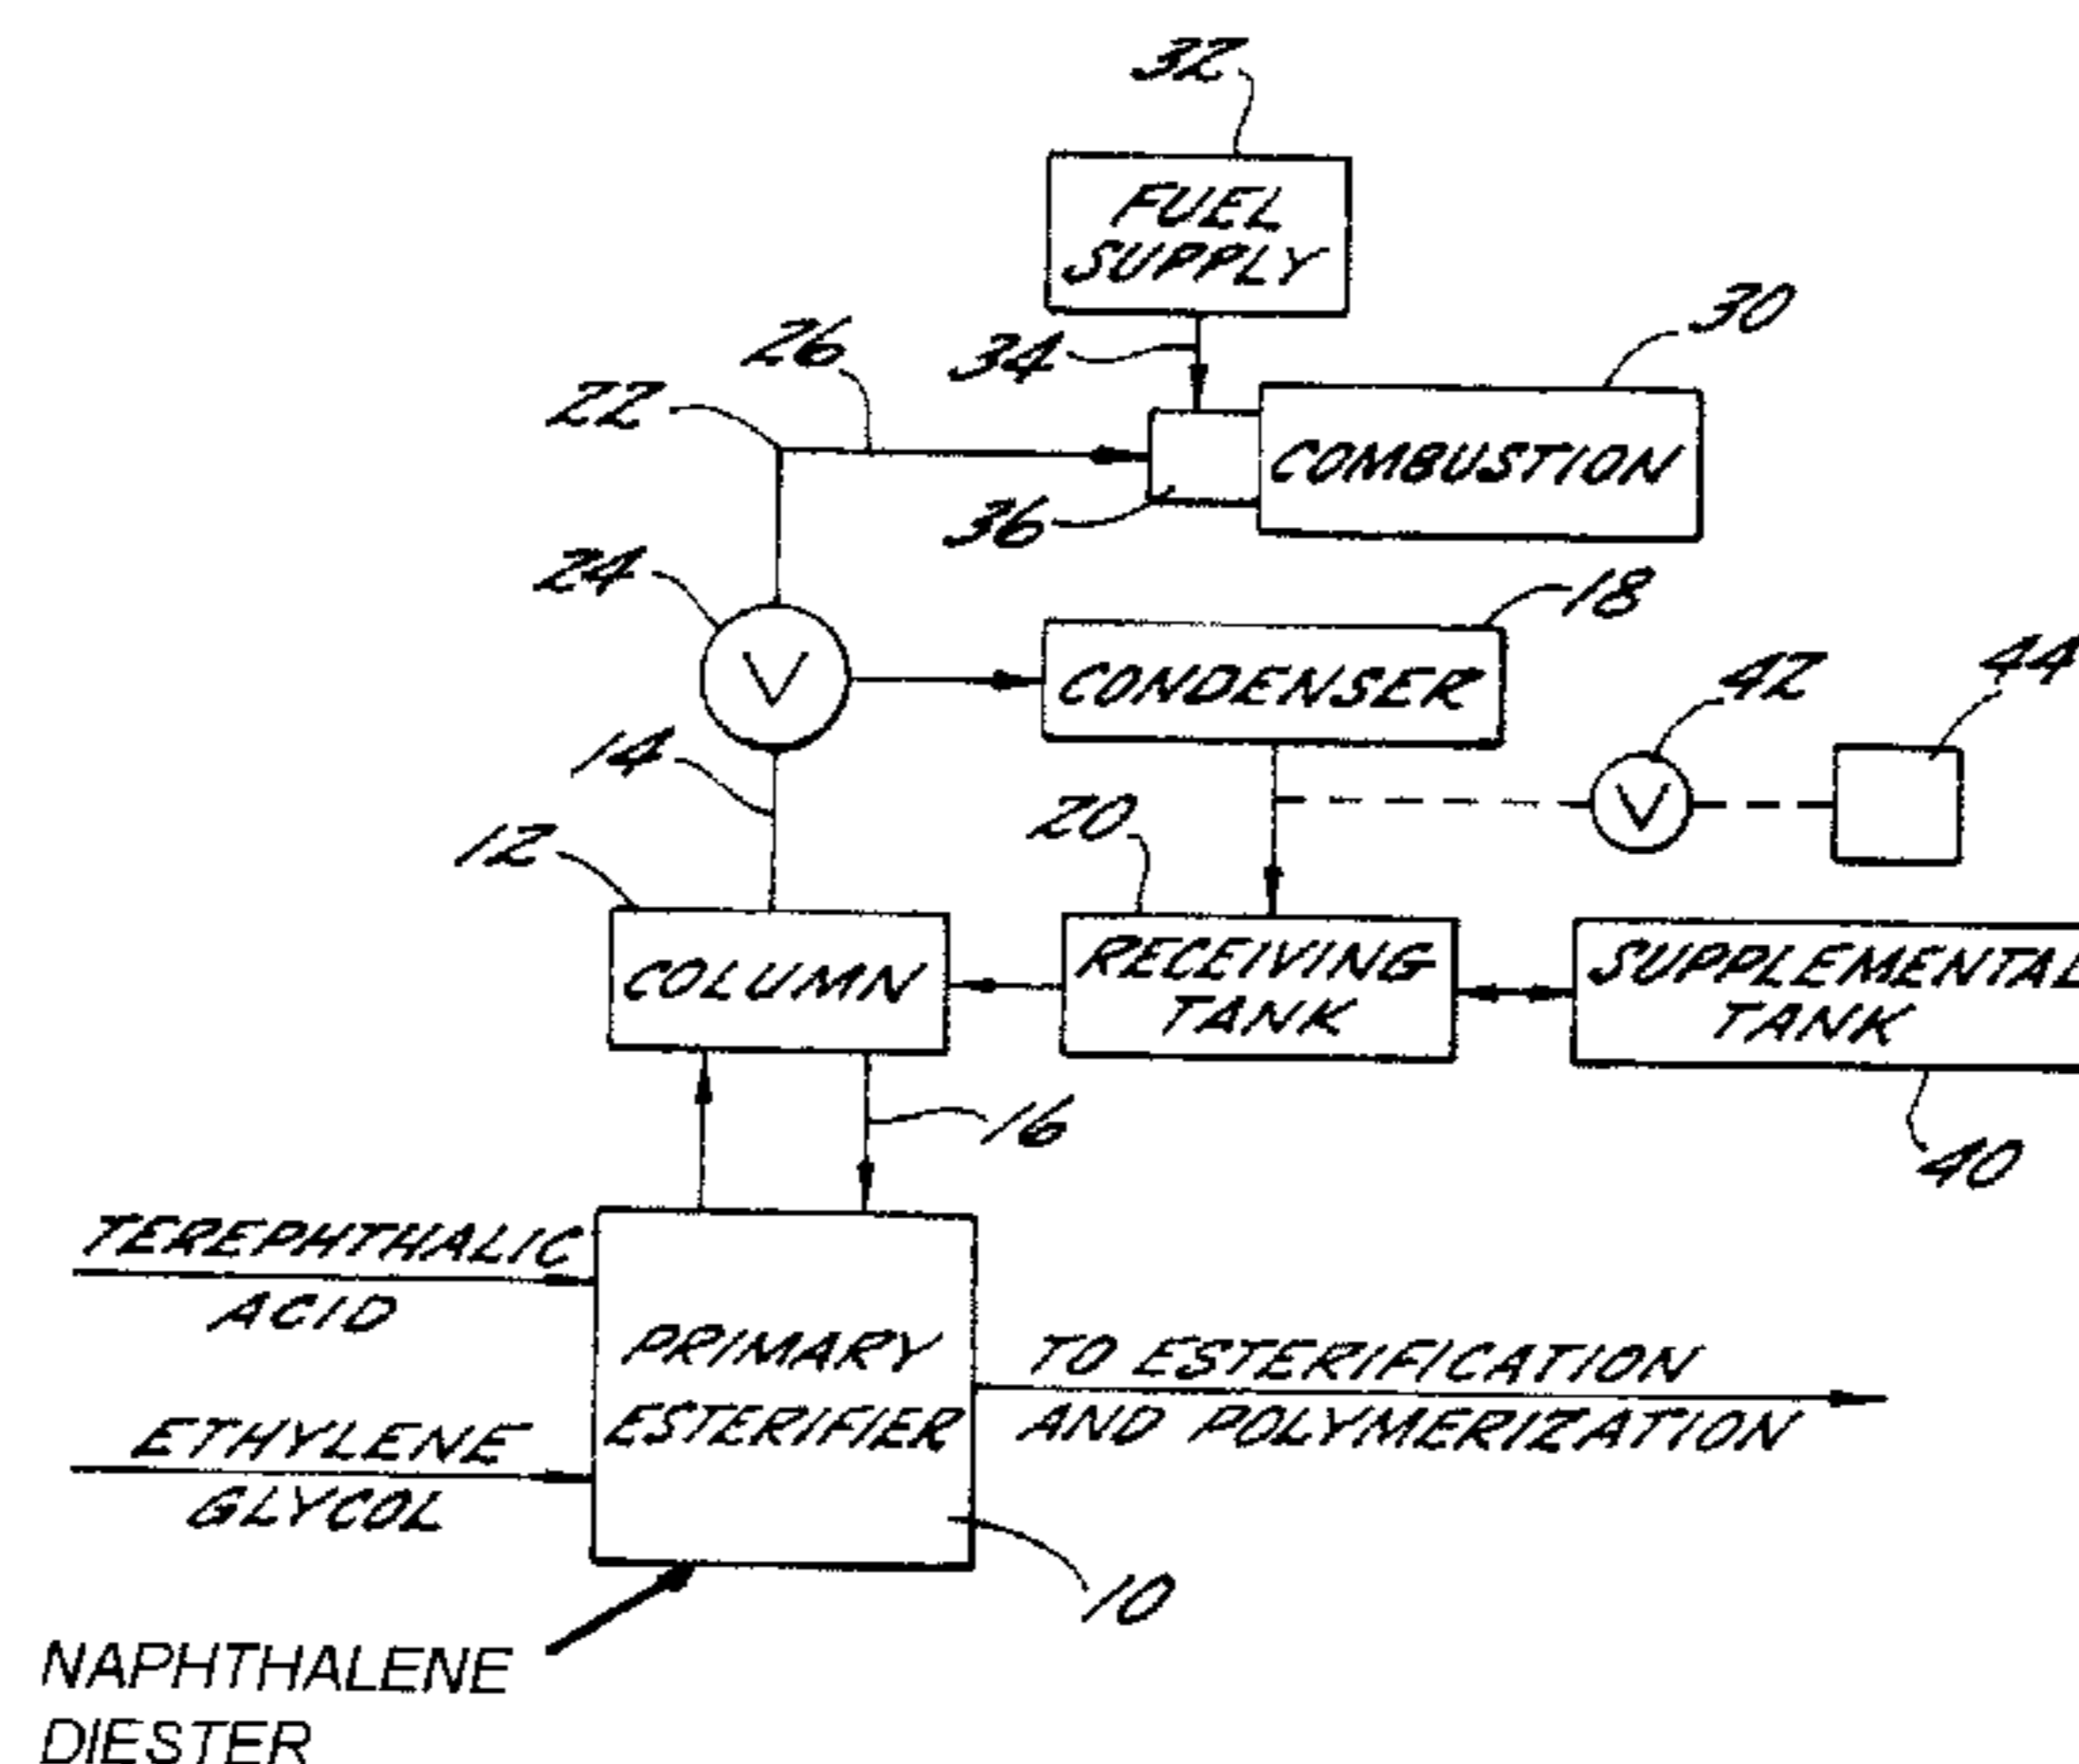 32
FUEL
SUPPLY
30
34
26
22
COMBUSTION
36
24
18
V
CONDENSER
42
44
14
V
20
12
RECEIVING
TANK
SUPPLEMENTAL
TANK
COLUMN
16
40
TEREPHTHALIC
ACID
PRIMARY
ESTERIFIER
TO ESTERIFICATION
AND POLYMERIZATION
ETHYLENE
GLYCOL
10
NAPHTHALENE
DIESTER